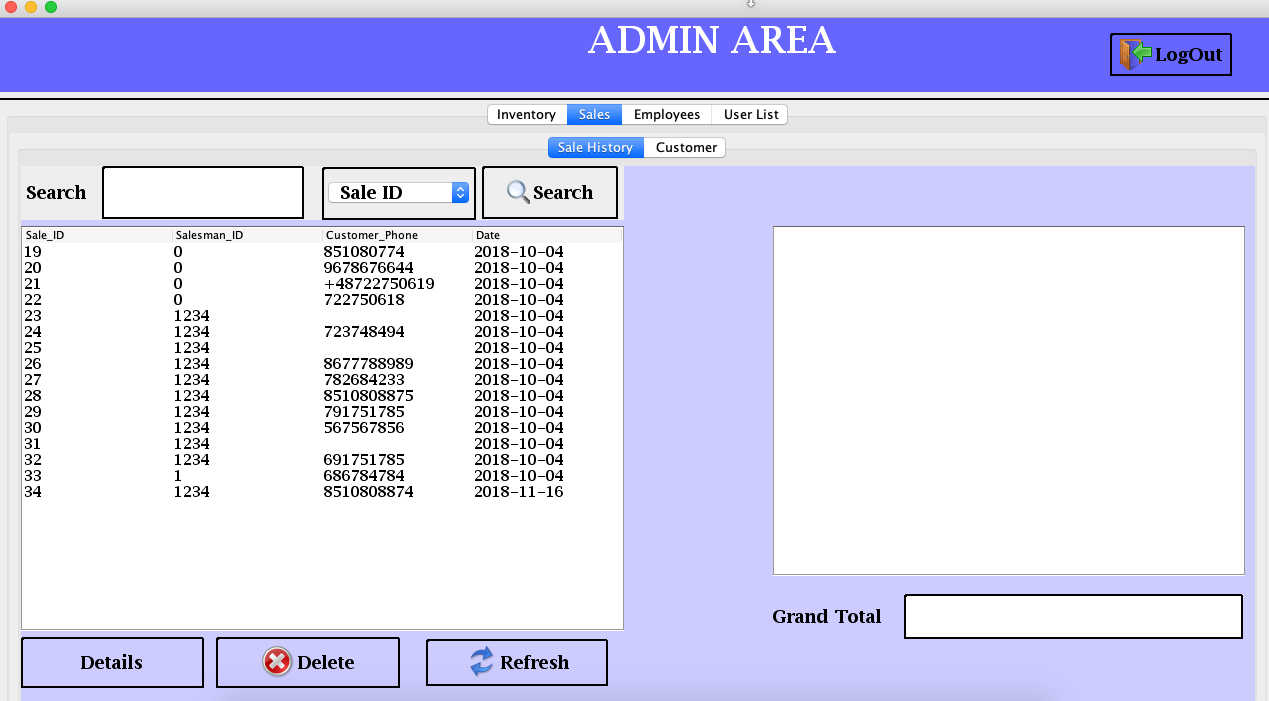 ADMIN AREA
LogOut
Inventory Sales Employees User List
Sale History Customer
Search Sale ID Search
Sale_ID Salesman_ID Customer_Phone Date
19 0 851080774 2018-10-04
20 0 9678676644 2018-10-04
21 0 +48722750619 2018-10-04
22 0 722750618 2018-10-04
23 1234 2018-10-04
24 1234 723748494 2018-10-04
25 1234 2018-10-04
26 1234 8677788989 2018-10-04
27 1234 782684233 2018-10-04
28 1234 8510808875 2018-10-04
29 1234 791751785 2018-10-04
30 1234 567567856 2018-10-04
31 1234 2018-10-04
32 1234 691751785 2018-10-04
33 1 686784784 2018-10-04
34 1234 8510808874 2018-11-16
Grand Total
Details Delete Refresh